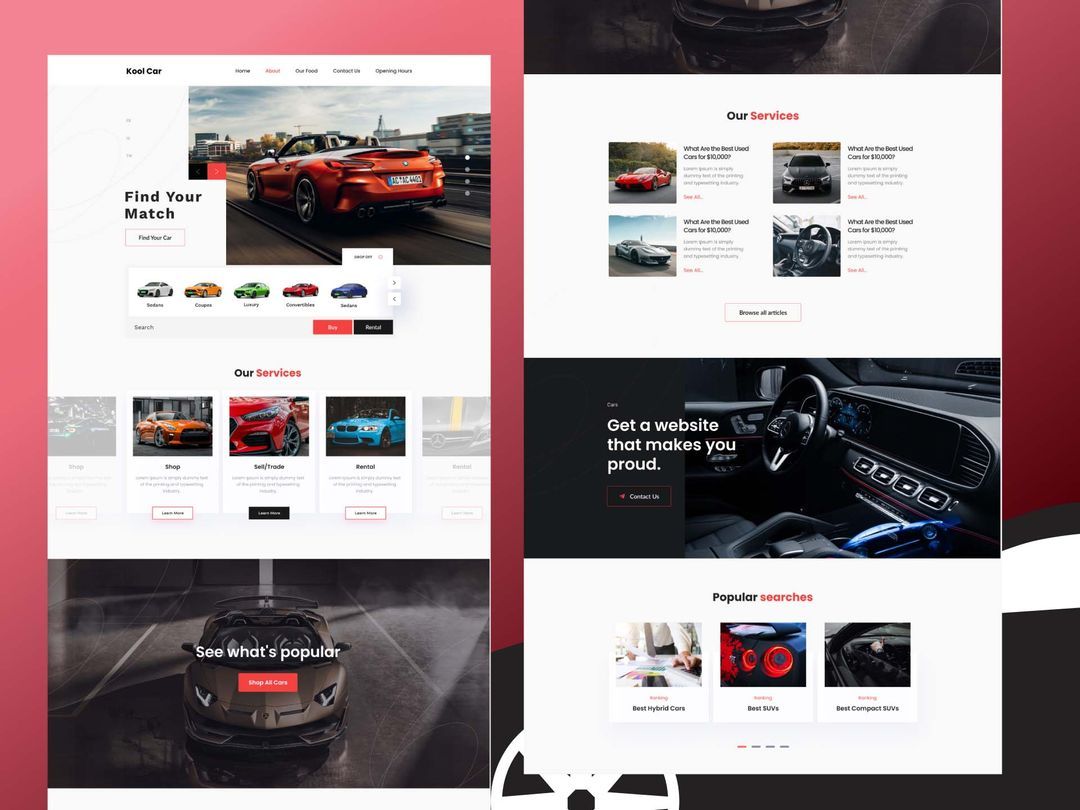 Kool Car
Home About Our Food Contact Us Opening Hours
FB
TW
Find Your
Match
Find Your Car
AC·AC 4403
DROP OFF
Sedans Coupes Luxury Convertibles Sedans
Search Buy Rental
Our Services
Shop Shop Sell/Trade Rental Rental
Lorem Ipsum is simply dummy text
of the printing and typesetting
industry.
Lorem Ipsum is simply dummy text
of the printing and typesetting
industry.
Lorem Ipsum is simply dummy text
of the printing and typesetting
industry.
Learn More Learn More Learn More Learn More Learn More
See what's popular
Shop All Cars
Our Services
What Are the Best Used
Cars for $10,000?
Lorem Ipsum is simply
dummy text of the printing
and typesetting industry.
See All...
What Are the Best Used
Cars for $10,000?
Lorem Ipsum is simply
dummy text of the printing
and typesetting industry.
See All...
What Are the Best Used
Cars for $10,000?
Lorem Ipsum is simply
dummy text of the printing
and typesetting industry.
See All...
What Are the Best Used
Cars for $10,000?
Lorem Ipsum is simply
dummy text of the printing
and typesetting industry.
See All...
Browse all articles
Cars
Get a website
that makes you
proud.
Contact Us
Popular searches
Ranking Ranking Ranking
Best Hybrid Cars Best SUVs Best Compact SUVs